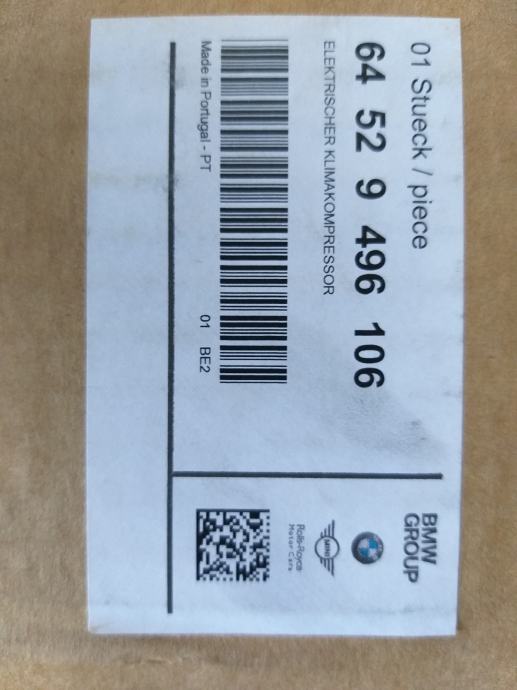 01 Stueck / piece
64 52 9 496 106
ELEKTRISCHER KLIMAKOMPRESSOR
Made in Portugal - PT
01 BE2
BMW
GROUP
MINI
Rolls-Royce
Motor Cars